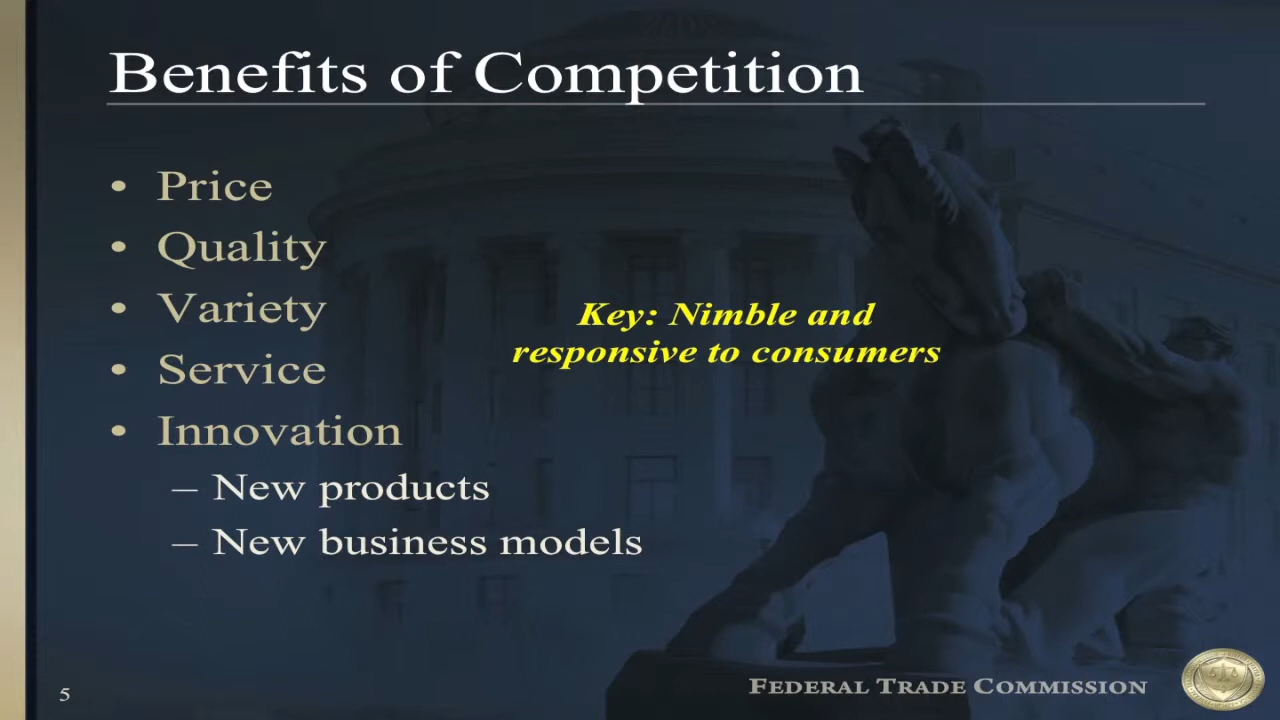 Benefits of Competition
• Price
• Quality
• Variety
• Service
• Innovation
– New products
– New business models
Key: Nimble and
responsive to consumers
5
FEDERAL TRADE COMMISSION